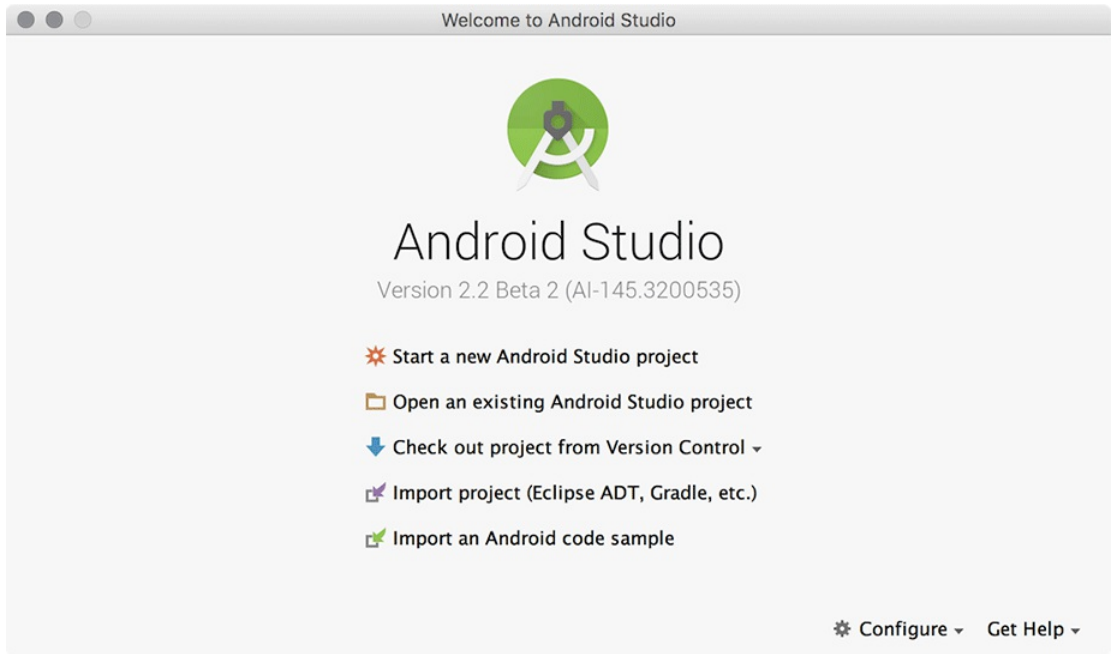 Welcome to Android Studio
Android Studio
Version 2.2 Beta 2 (AI-145.3200535)
Start a new Android Studio project
Open an existing Android Studio project
Check out project from Version Control
Import project (Eclipse ADT, Gradle, etc.)
Import an Android code sample
Configure Get Help